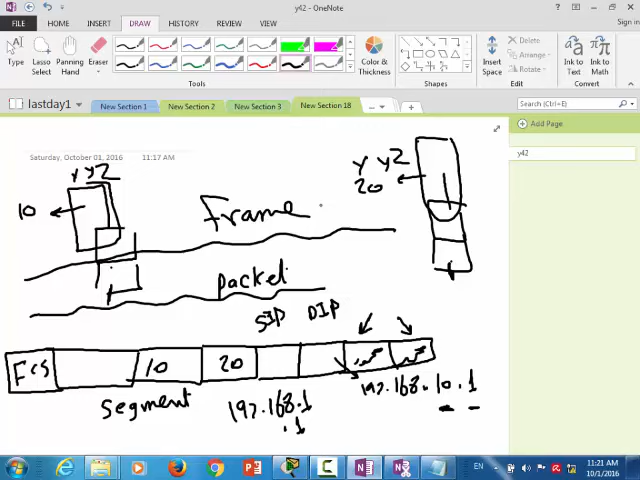 y42 - OneNote
FILE HOME INSERT DRAW HISTORY REVIEW VIEW Sign in
Type Lasso Select Panning Hand Eraser Color & Thickness Insert Space Delete Arrange Rotate Ink to Text Ink to Math
Tools Shapes Edit Convert
lastday1 New Section 1 New Section 2 New Section 3 New Section 18 ... + Search (Ctrl+E)
Add Page
y42
Saturday, October 01, 2016 11:17 AM
Y YZ
10
Y YZ
20
Frame
packet
SIP DIP
FCS 10 20
Segment
192.168.1
.1
192.168.10.1
EN 11:21 AM
10/1/2016